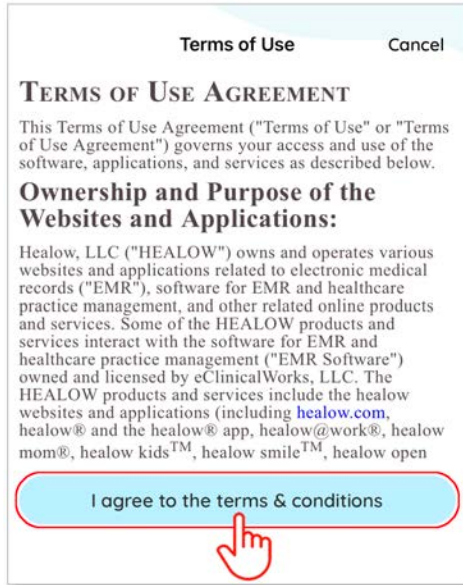 Terms of Use Cancel
TERMS OF USE AGREEMENT
This Terms of Use Agreement ("Terms of Use" or "Terms
of Use Agreement") governs your access and use of the
software, applications, and services as described below.
Ownership and Purpose of the
Websites and Applications:
Healow, LLC ("HEALOW") owns and operates various
websites and applications related to electronic medical
records ("EMR"), software for EMR and healthcare
practice management, and other related online products
and services. Some of the HEALOW products and
services interact with the software for EMR and
healthcare practice management ("EMR Software")
owned and licensed by eClinicalWorks, LLC. The
HEALOW products and services include the healow
websites and applications (including healow.com,
healow® and the healow® app, healow@work®, healow
mom®, healow kids™, healow smile™, healow open
I agree to the terms & conditions